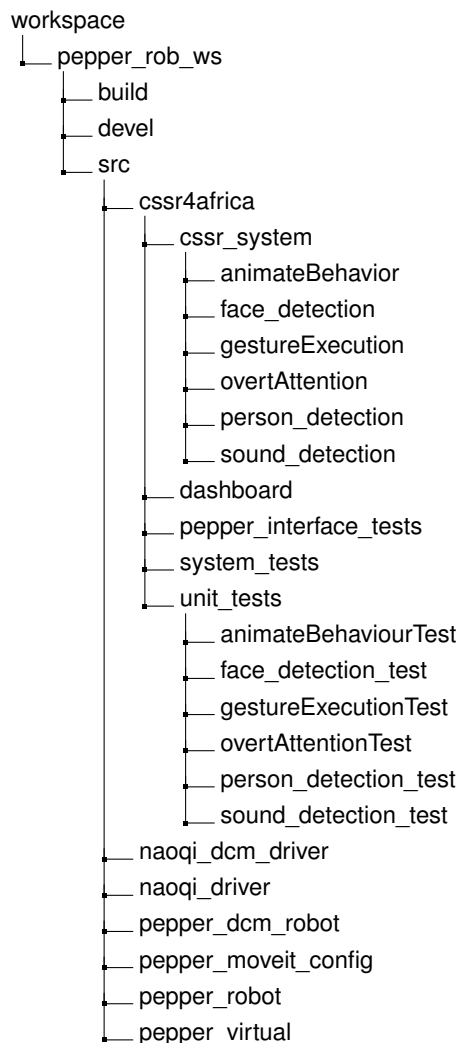 workspace
pepper_rob_ws
build
devel
src
cssr4africa
cssr_system
animateBehavior
face_detection
gestureExecution
overtAttention
person_detection
sound_detection
dashboard
pepper_interface_tests
system_tests
unit_tests
animateBehaviourTest
face_detection_test
gestureExecutionTest
overtAttentionTest
person_detection_test
sound_detection_test
naoqi_dcm_driver
naoqi_driver
pepper_dcm_robot
pepper_moveit_config
pepper_robot
pepper_virtual